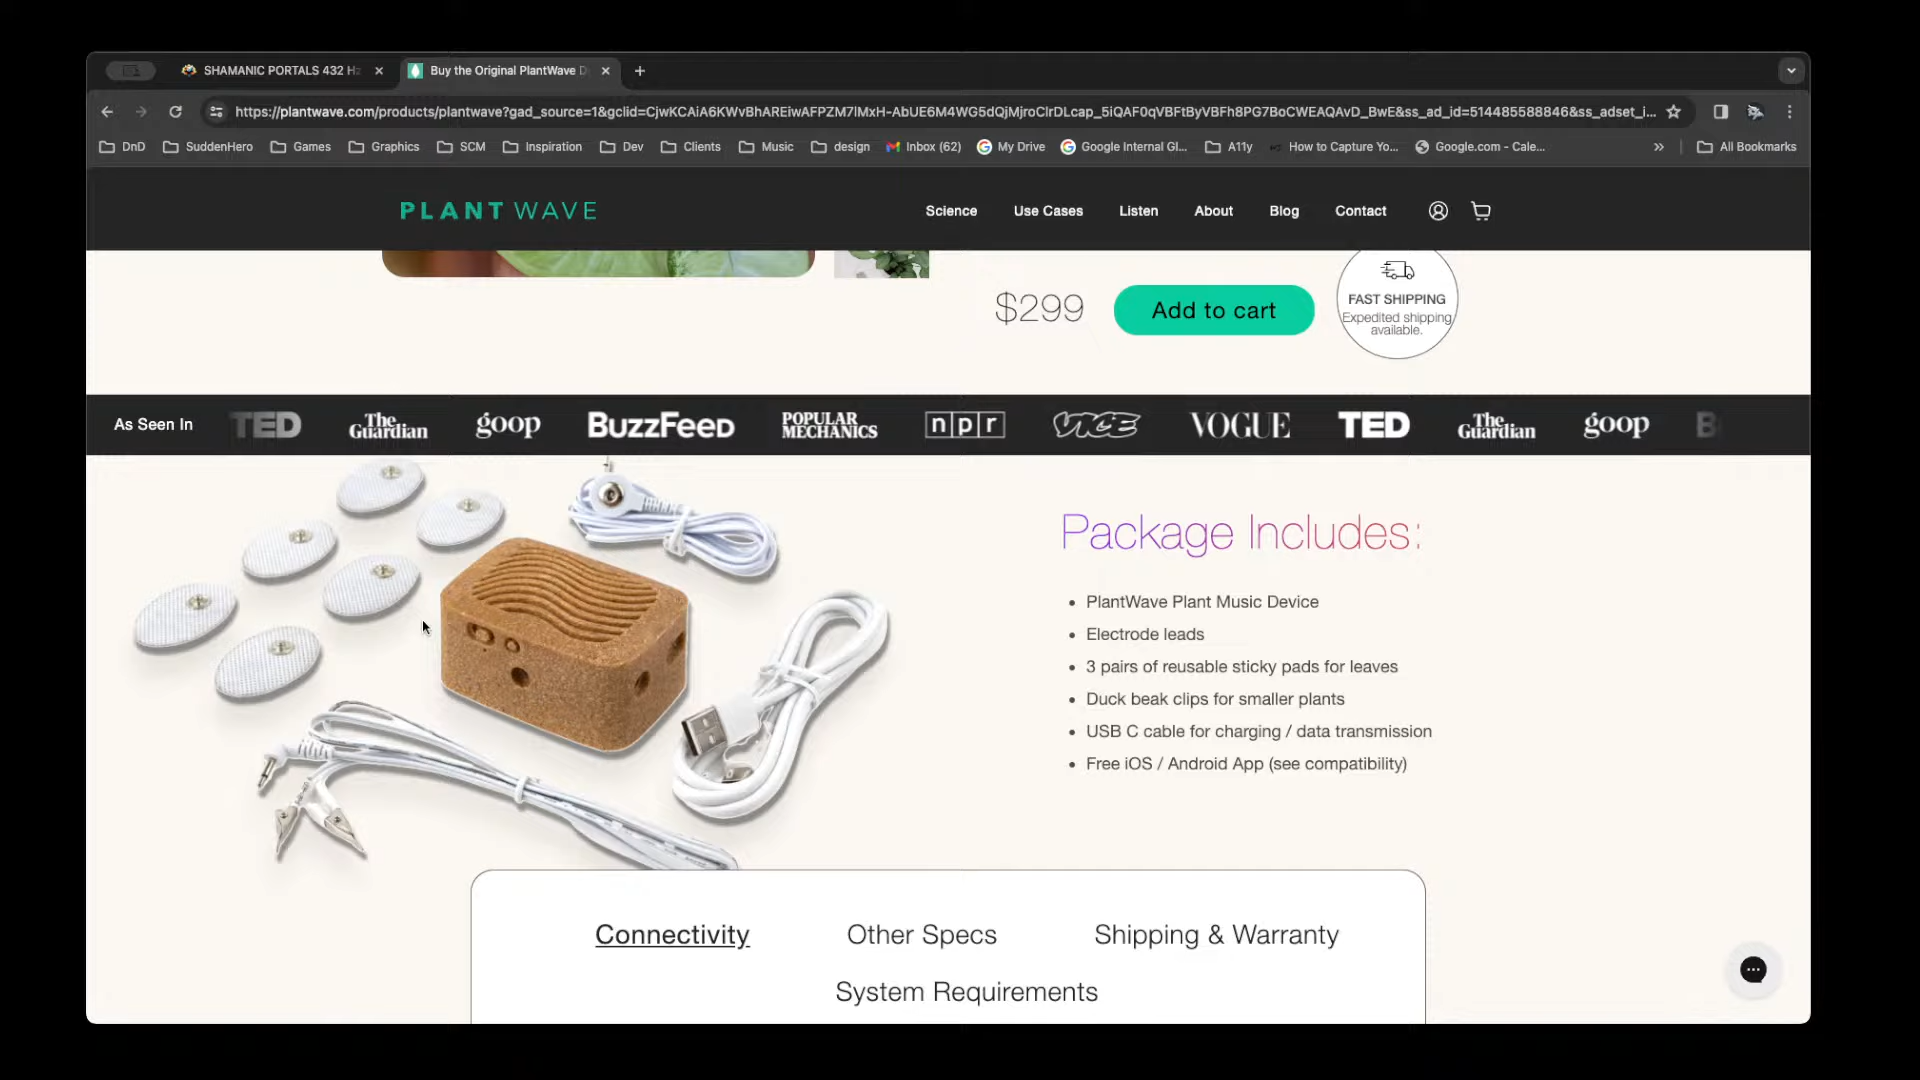 SHAMANIC PORTALS 432 Hz
Buy the Original PlantWave D
https://plantwave.com/products/plantwave?gad_source=1&gclid=CjwKCAiA6KWvBhAREiwAFPZM7lMxH-AbUE6M4WG5dQjMjroClrDLcap_5iQAF0qVBFtByVBFh8PG7BoCWEAQAvD_BwE&ss_ad_id=514485588846&ss_adset_i...
DnD SuddenHero Games Graphics SCM Inspiration Dev Clients Music design Inbox (62) My Drive Google Internal Gl... A11y How to Capture Yo... Google.com - Cale... » All Bookmarks
PLANT WAVE
Science Use Cases Listen About Blog Contact
$299
Add to cart
FAST SHIPPING
Expedited shipping
available.
As Seen In TED The Guardian goop BuzzFeed POPULAR MECHANICS npr VICE VOGUE TED The Guardian goop B
Package Includes:
• PlantWave Plant Music Device
• Electrode leads
• 3 pairs of reusable sticky pads for leaves
• Duck beak clips for smaller plants
• USB C cable for charging / data transmission
• Free iOS / Android App (see compatibility)
Connectivity Other Specs Shipping & Warranty
System Requirements